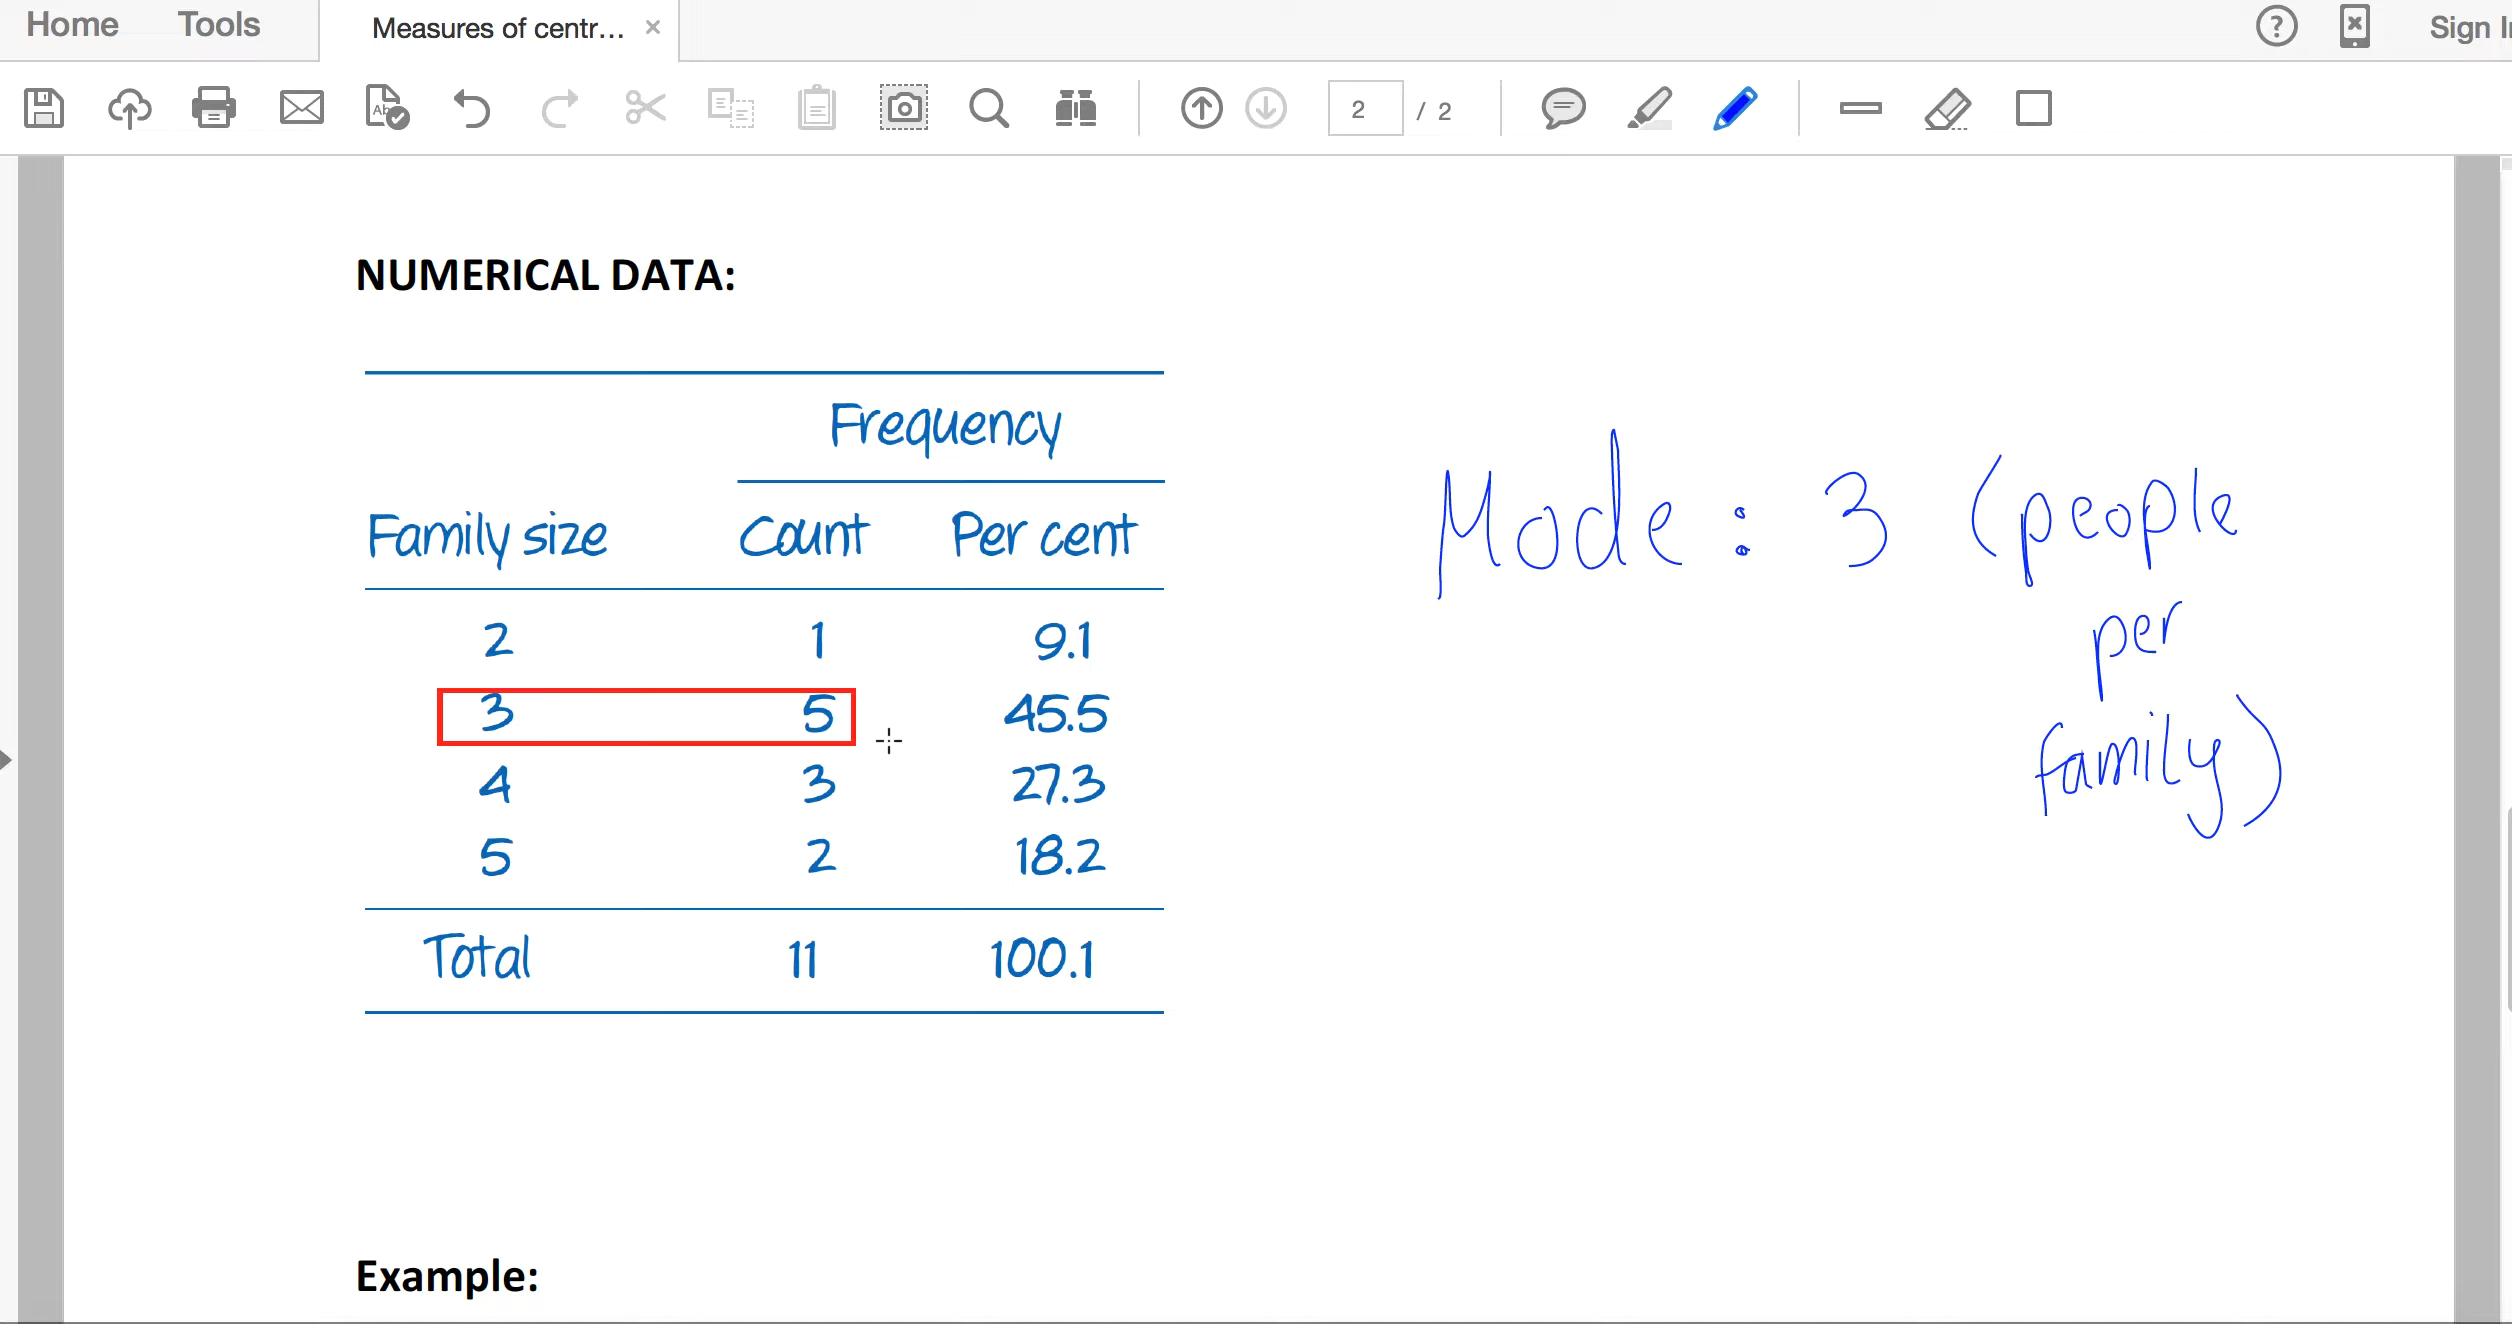 Home Tools Measures of centr... × Sign I
2 / 2
NUMERICAL DATA:
Frequency
Family size Count Per cent
2 1 9.1
3 5 45.5
4 3 27.3
5 2 18.2
Total 11 100.1
Mode: 3 (people
per
family)
Example: